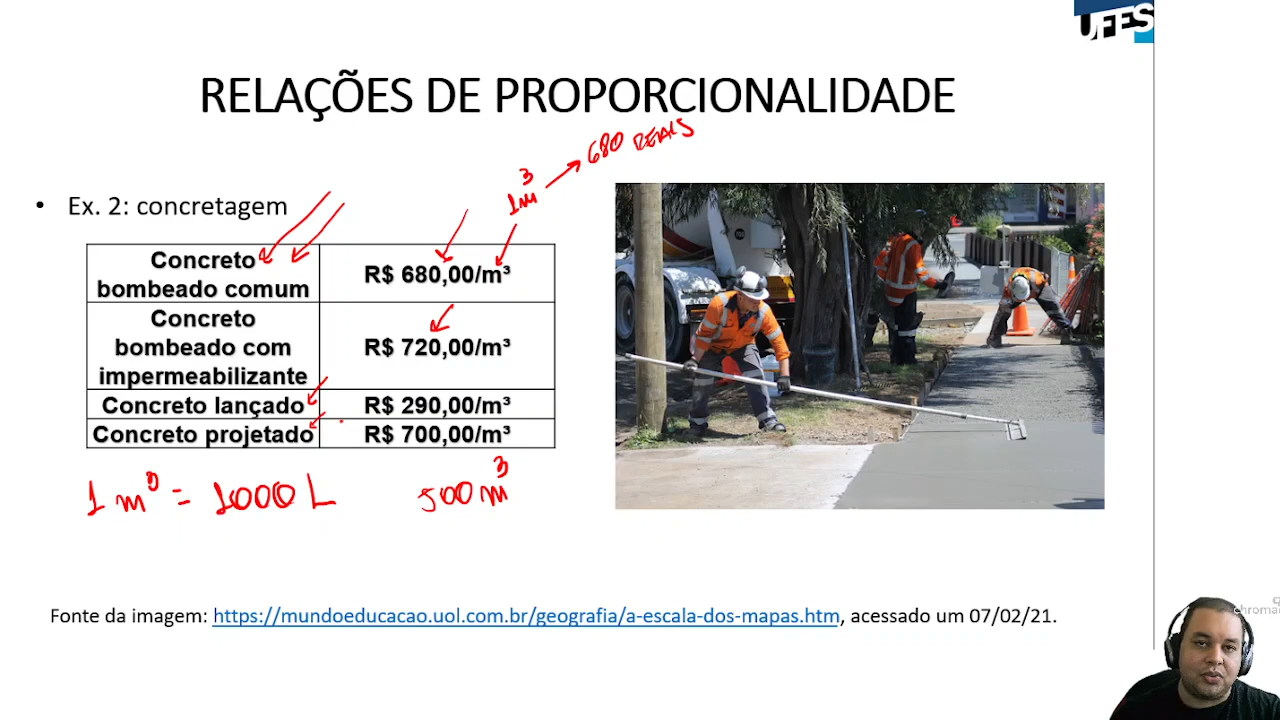 UFES
RELAÇÕES DE PROPORCIONALIDADE
680 REAIS
1m³
• Ex. 2: concretagem
Concreto
bombeado comum
R$ 680,00/m³
Concreto
bombeado com
impermeabilizante
R$ 720,00/m³
Concreto lançado
R$ 290,00/m³
Concreto projetado
R$ 700,00/m³
1 m³ = 1000 L
500 m³
Fonte da imagem: https://mundoeducacao.uol.com.br/geografia/a-escala-dos-mapas.htm, acessado um 07/02/21.